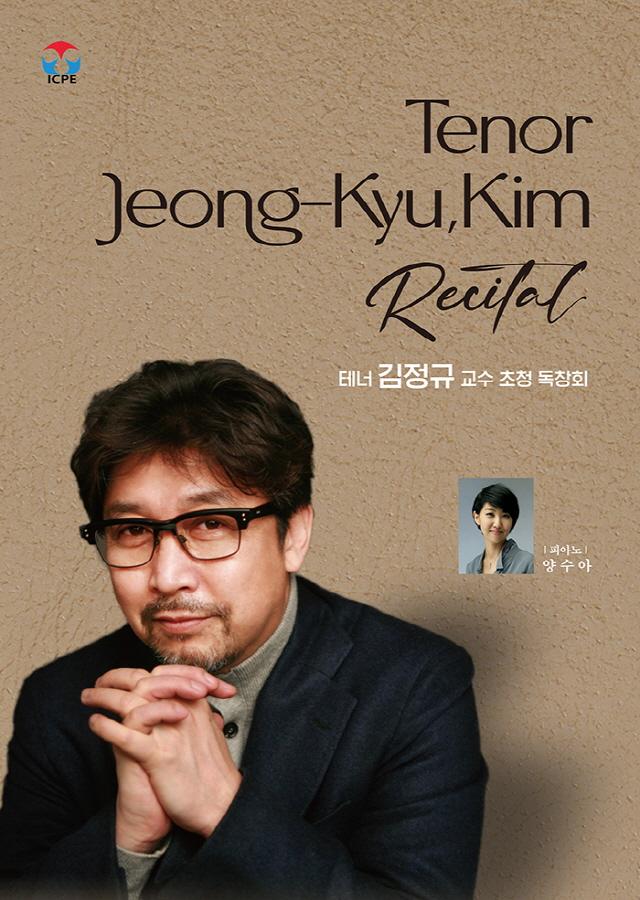 ICPE
Tenor
Jeong-Kyu,Kim
Recital
테너 김정규 교수 초청 독창회
| 피아노 |
양수아